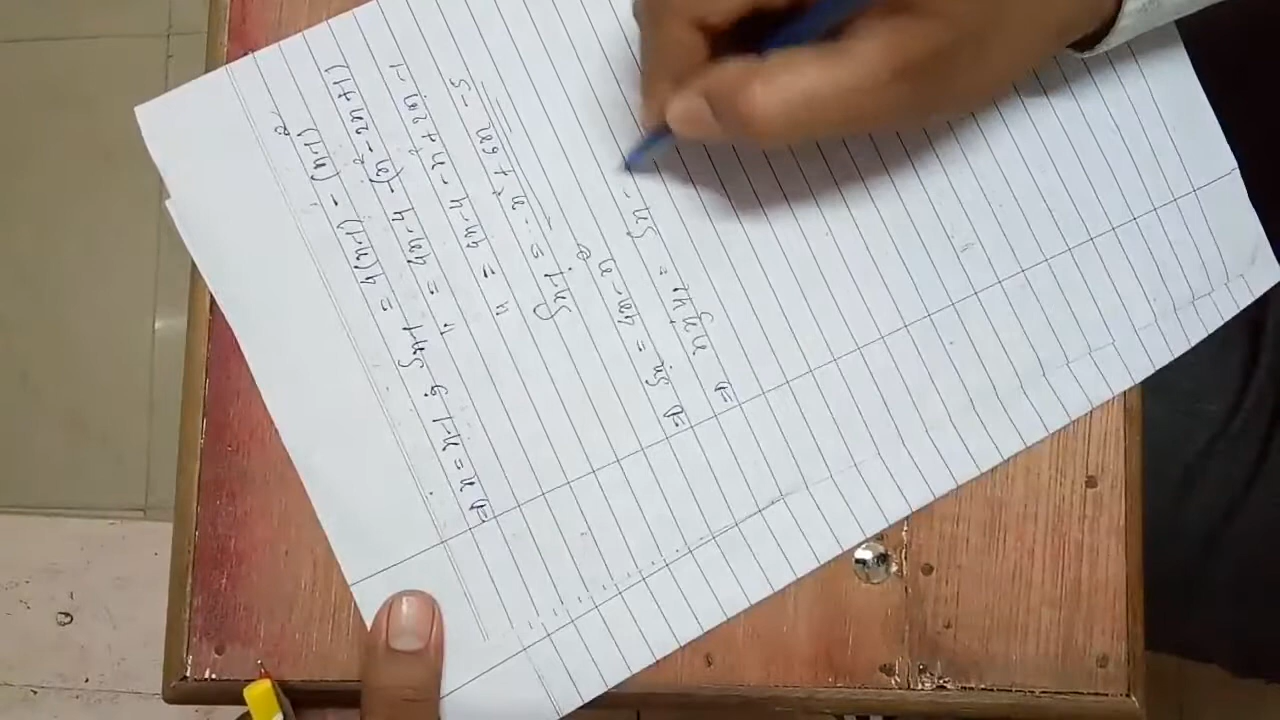 ⇒ n = n-1 ; Sn-1 = 4(n-1) - (n-1)²
" = 4n-4-(n²-2n+1)
" = 4n-4-n²+2n-1
Sn-1 = -n²+6n-5
⇒ Sn = 4n-n²
= Sn -